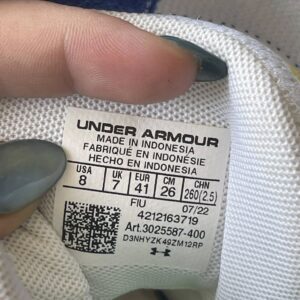 UNDER ARMOUR
MADE IN INDONESIA
FABRIQUÉ EN INDONÉSIE
HECHO EN INDONESIA
USA UK EUR CM CHN
8 7 41 26 260(2.5)
FIU 07/22
4212163719
Art.3025587-400
D3NHYZK49ZM12RP